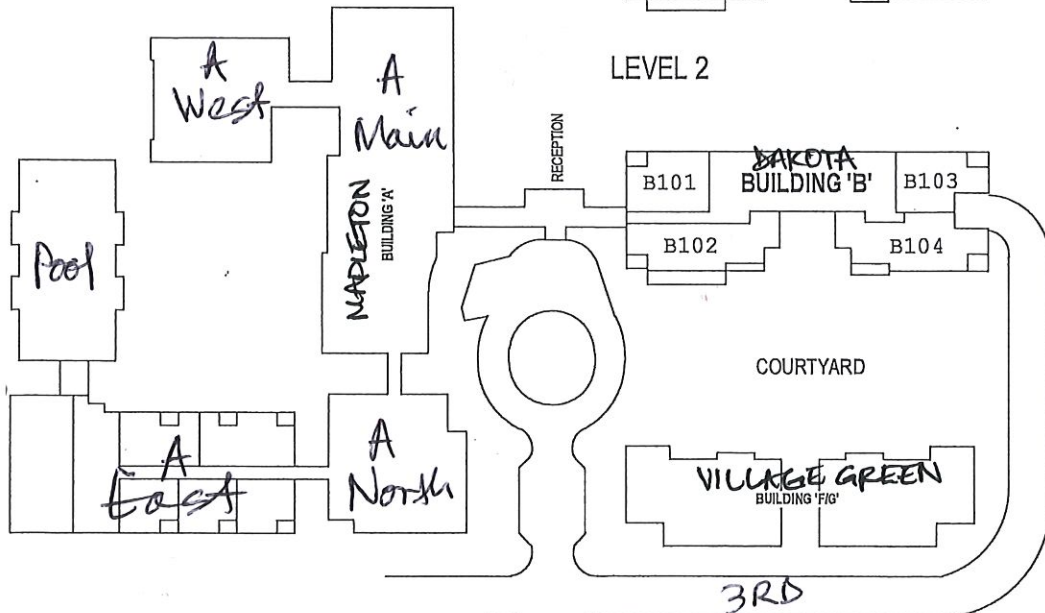 LEVEL 2
A
West
A
Main
MAPLETON
BUILDING 'A'
RECEPTION
DAKOTA
BUILDING 'B'
B101
B103
B102
B104
Pool
COURTYARD
A
East
A
North
VILLAGE GREEN
BUILDING 'F/G'
3RD